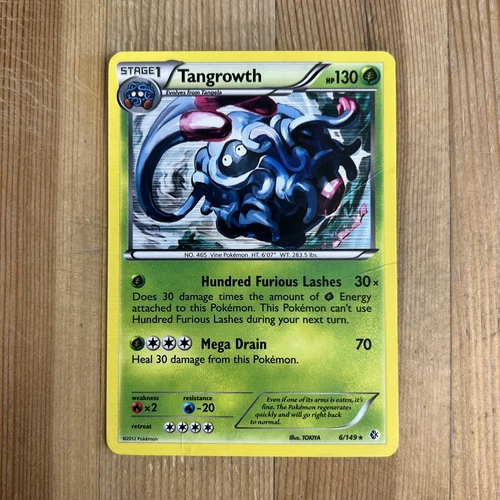 STAGE1 Tangrowth HP130
Evolves from Tangela
NO. 465 Vine Pokémon HT: 6'07" WT: 283.5 lbs.
Hundred Furious Lashes 30×
Does 30 damage times the amount of Energy
attached to this Pokémon. This Pokémon can't use
Hundred Furious Lashes during your next turn.
Mega Drain 70
Heal 30 damage from this Pokémon.
weakness resistance
×2 -20
retreat
Even if one of its arms is eaten, it's
fine. The Pokémon regenerates
quickly and will go right back
to normal.
©2012 Pokémon Illus. TOKIYA 6/149★